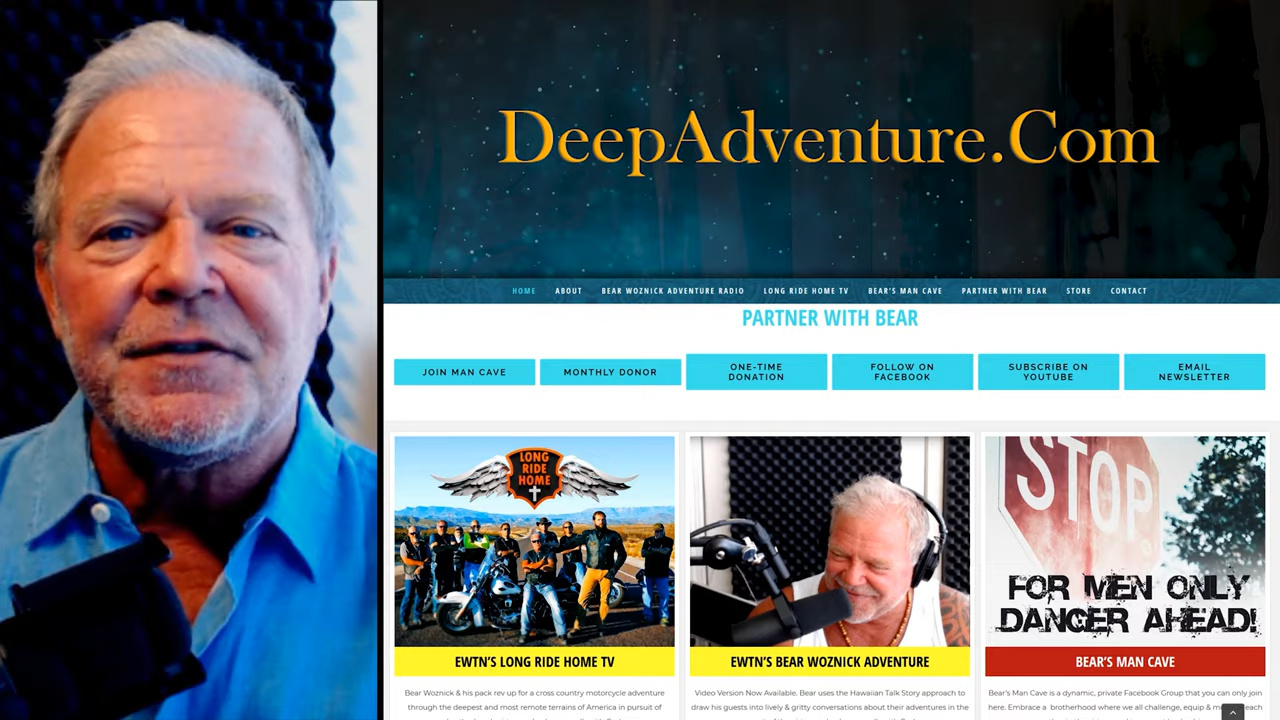 DeepAdventure.Com
HOME ABOUT BEAR WOZNICK ADVENTURE RADIO LONG RIDE HOME TV BEAR'S MAN CAVE PARTNER WITH BEAR STORE CONTACT
PARTNER WITH BEAR
JOIN MAN CAVE
MONTHLY DONOR
ONE-TIME
DONATION
FOLLOW ON
FACEBOOK
SUBSCRIBE ON
YOUTUBE
EMAIL
NEWSLETTER
LONG
RIDE
HOME
EWTN'S LONG RIDE HOME TV
Bear Woznick & his pack rev up for a cross country motorcycle adventure
through the deepest and most remote terrains of America in pursuit of
EWTN'S BEAR WOZNICK ADVENTURE
Video Version Now Available. Bear uses the Hawaiian Talk Story approach to
draw his guests into lively & gritty conversations about their adventures in the
STOP
FOR MEN ONLY
DANGER AHEAD!
BEAR'S MAN CAVE
Bear's Man Cave is a dynamic, private Facebook Group that you can only join
here. Embrace a brotherhood where we all challenge, equip &